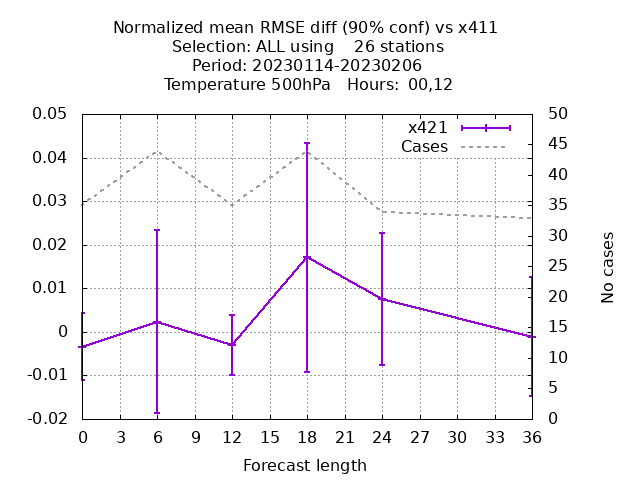 Normalized mean RMSE diff (90% conf) vs x411
Selection: ALL using    26 stations
Period: 20230114-20230206
Temperature 500hPa   Hours: 00,12
x421
Cases
0.05
0.04
0.03
0.02
0.01
0
-0.01
-0.02
50
45
40
35
30
25
20
15
10
5
0
No cases
0 3 6 9 12 15 18 21 24 27 30 33 36
Forecast length